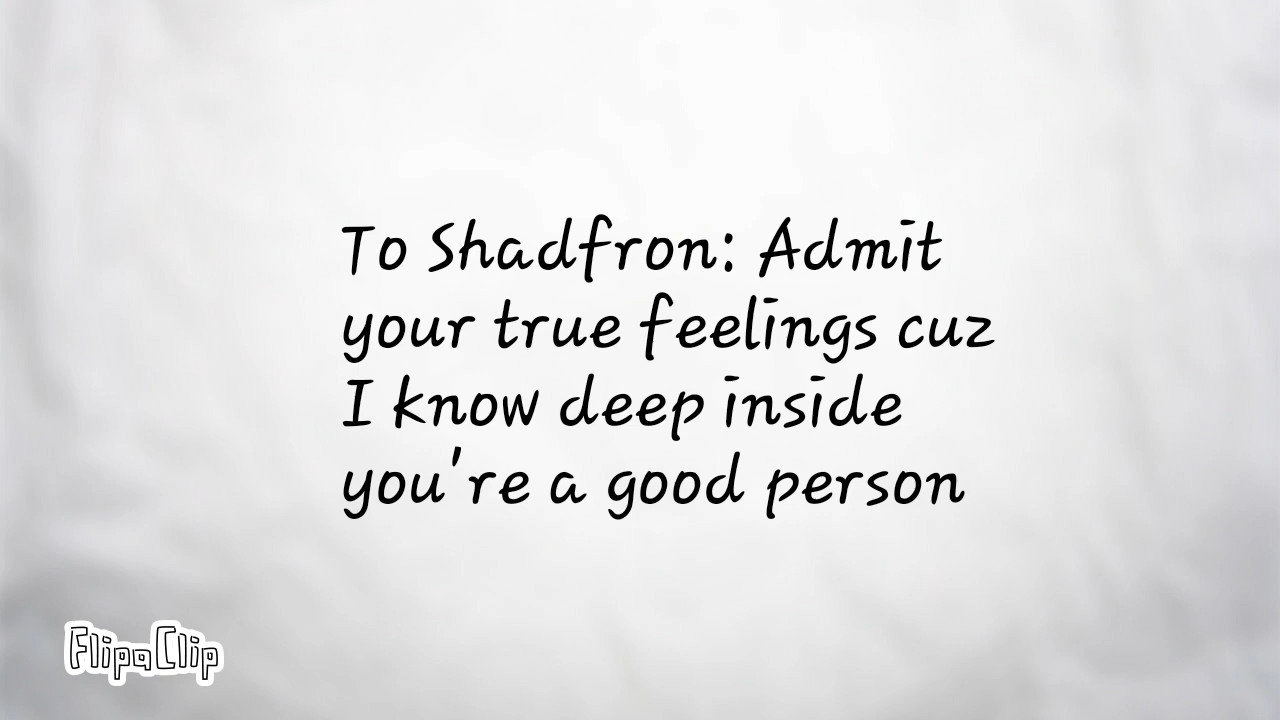 To Shadfron: Admit
your true feelings cuz
I know deep inside
you're a good person
FlipaClip